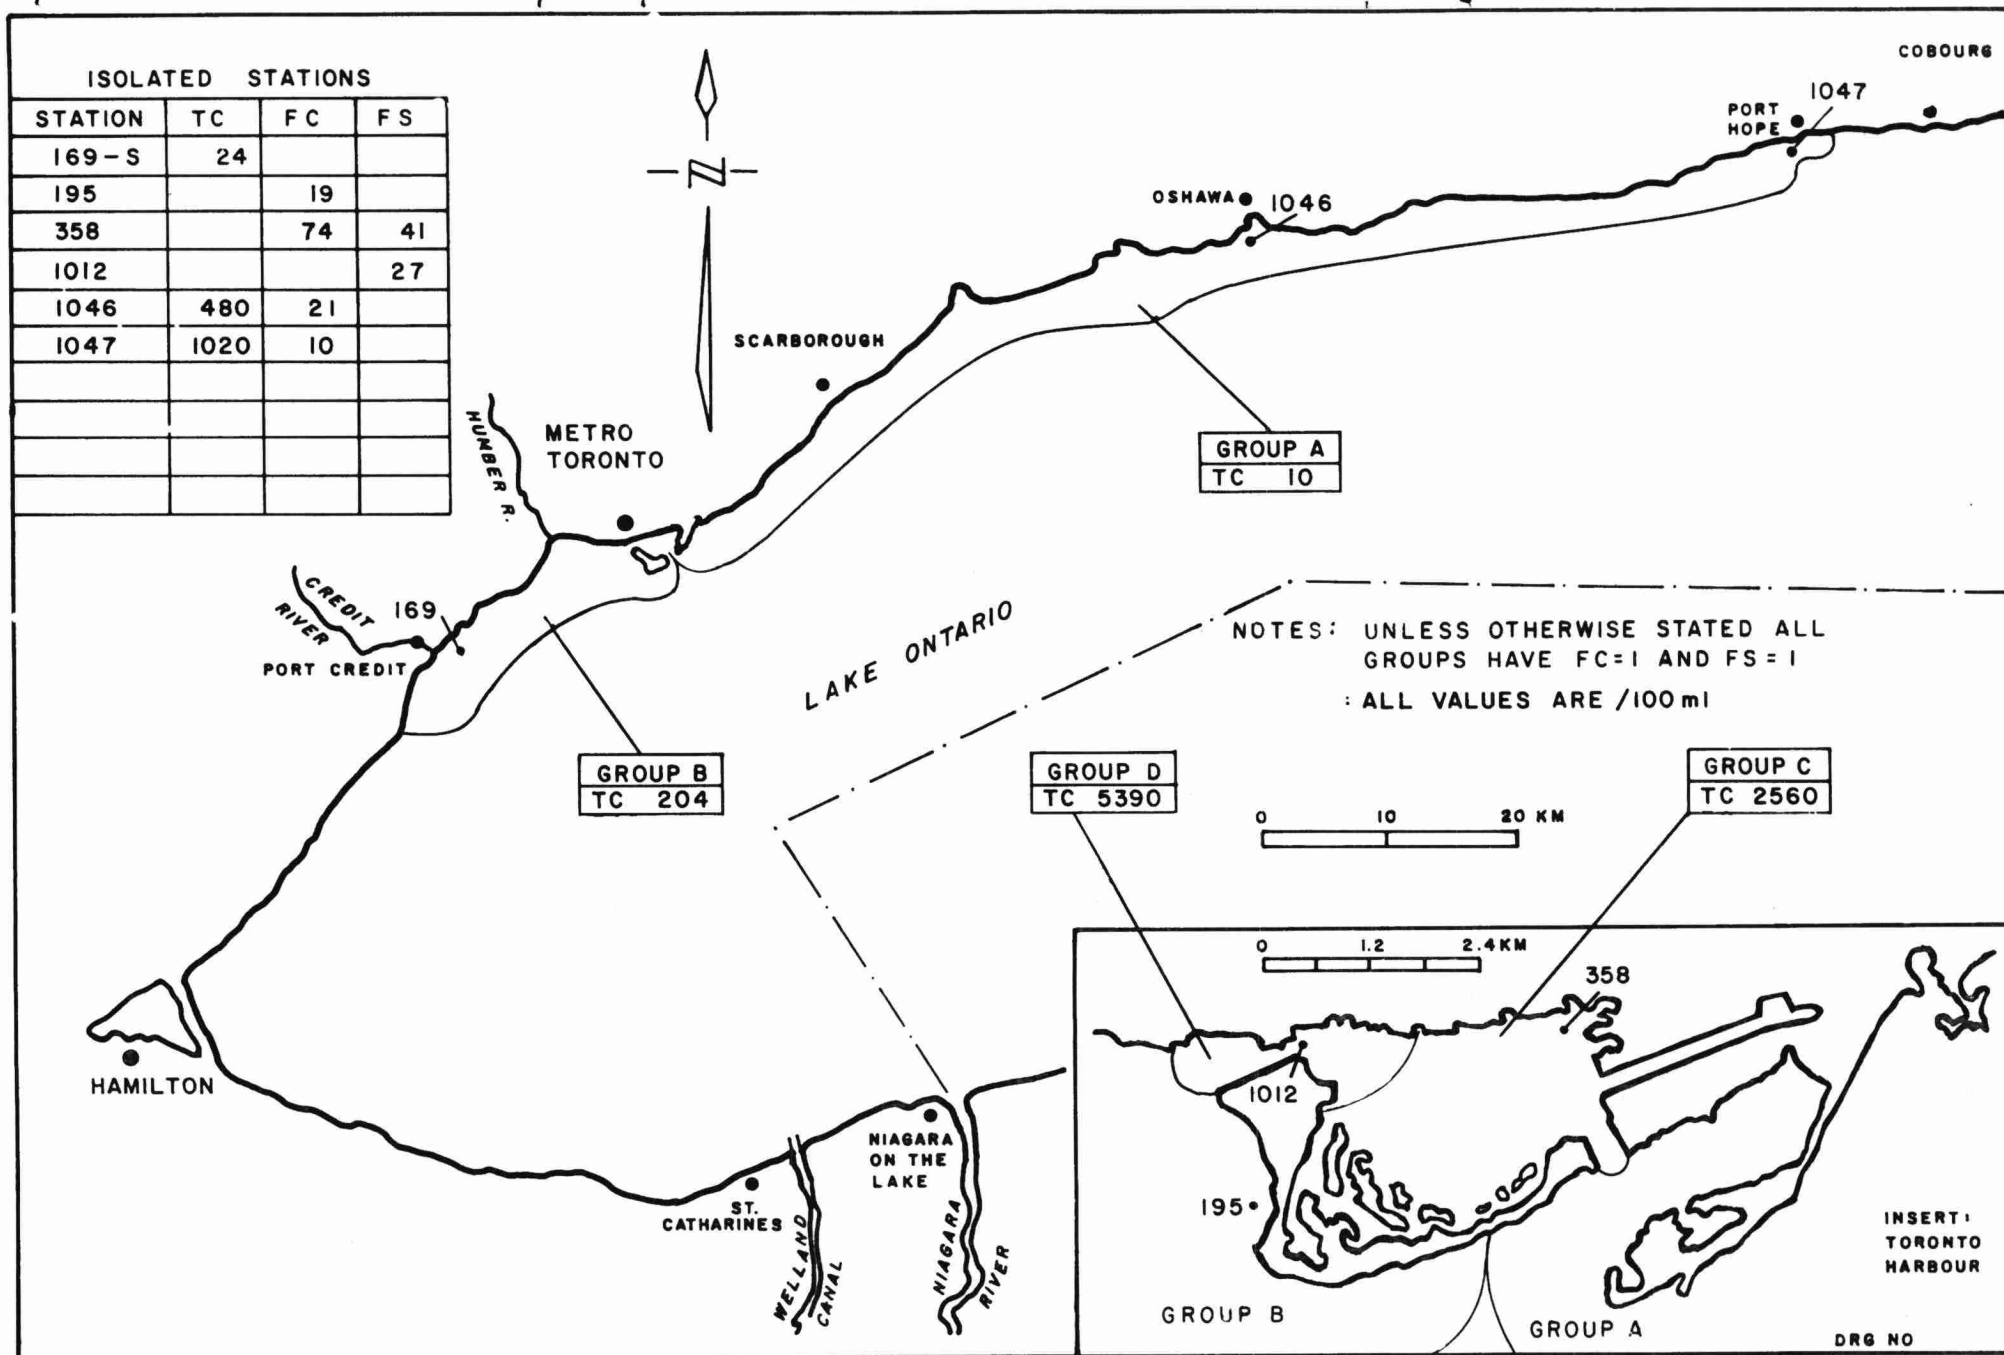 ISOLATED STATIONS
STATION TC FC FS
169-S 24
195 19
358 74 41
1012 27
1046 480 21
1047 1020 10
COBOURG
1047
PORT
HOPE
OSHAWA
1046
N
SCARBOROUGH
METRO
TORONTO
HUMBER R.
GROUP A
TC 10
CREDIT
RIVER
169
PORT CREDIT
LAKE ONTARIO
NOTES: UNLESS OTHERWISE STATED ALL
GROUPS HAVE FC=1 AND FS=1
: ALL VALUES ARE /100 ml
GROUP B
TC 204
GROUP D
TC 5390
GROUP C
TC 2560
0 10 20 KM
0 1.2 2.4 KM
358
1012
195
GROUP B
GROUP A
INSERT:
TORONTO
HARBOUR
DRG NO
HAMILTON
NIAGARA
ON THE
LAKE
ST.
CATHARINES
WELLAND
CANAL
NIAGARA
RIVER